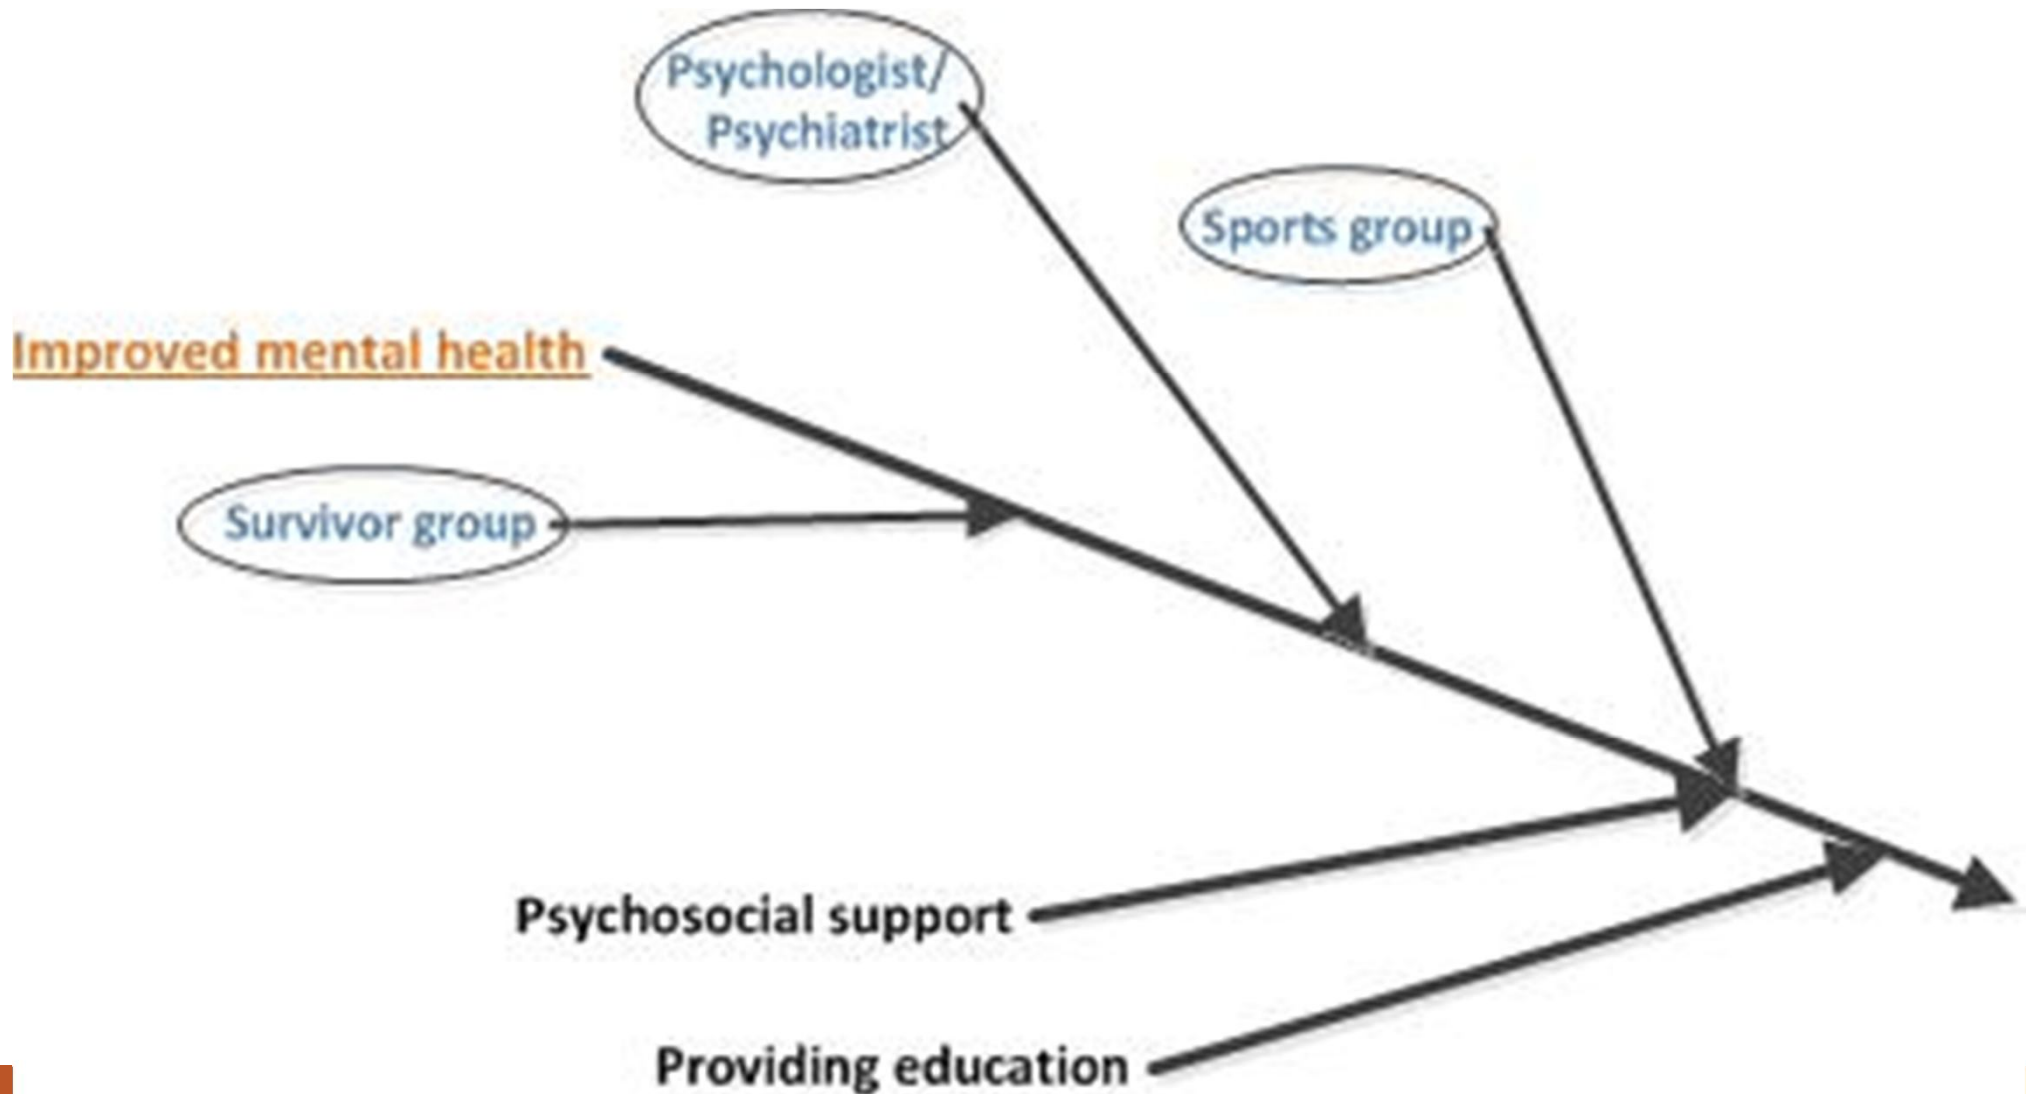 Psychologist/
Psychiatrist
Sports group
Improved mental health
Survivor group
Psychosocial support
Providing education